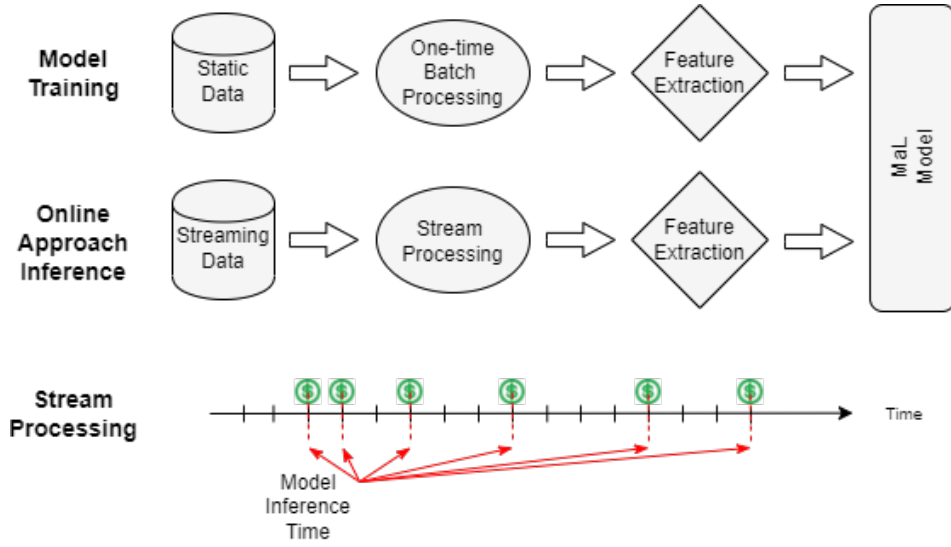 Model
Training
Static
Data
One-time
Batch
Processing
Feature
Extraction
MaL
Model
Online
Approach
Inference
Streaming
Data
Stream
Processing
Feature
Extraction
Stream
Processing
$ $ $ $ $ $
Time
Model
Inference
Time